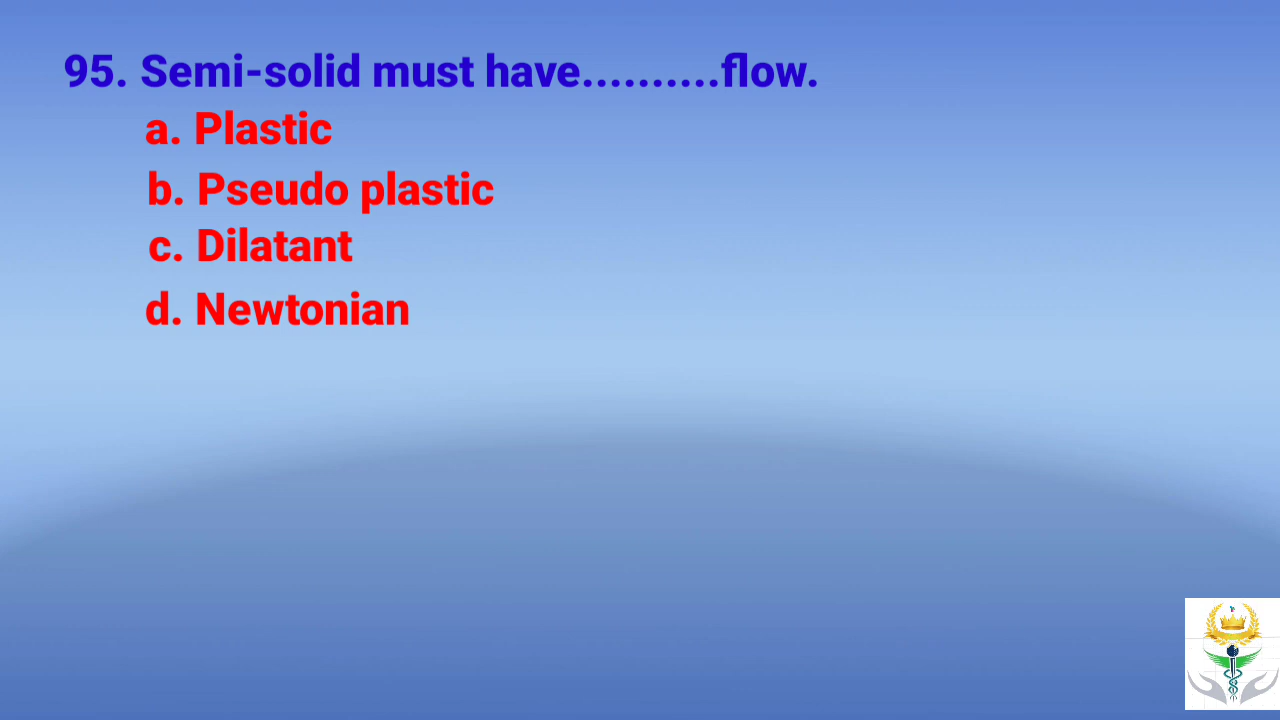 95. Semi-solid must have..........flow.
a. Plastic
b. Pseudo plastic
c. Dilatant
d. Newtonian